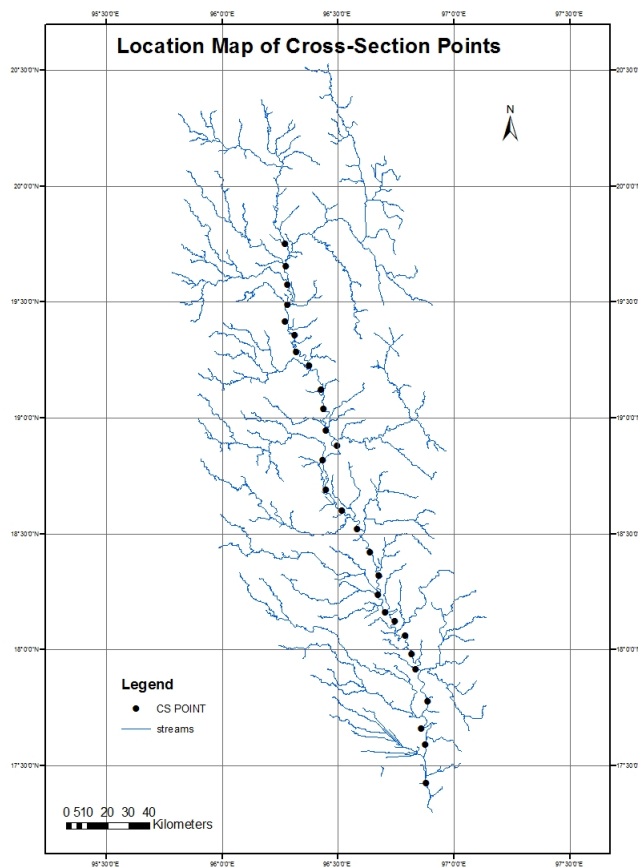 95°30'0"E 96°0'0"E 96°30'0"E 97°0'0"E 97°30'0"E
Location Map of Cross-Section Points
20°30'0"N 20°30'0"N
N
20°0'0"N 20°0'0"N
19°30'0"N 19°30'0"N
19°0'0"N 19°0'0"N
18°30'0"N 18°30'0"N
18°0'0"N 18°0'0"N
Legend
CS POINT
streams
17°30'0"N 17°30'0"N
0 510 20 30 40
Kilometers
95°30'0"E 96°0'0"E 96°30'0"E 97°0'0"E 97°30'0"E